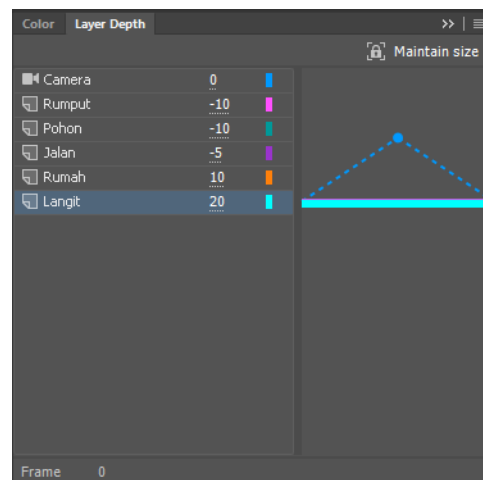 Color Layer Depth >>
Maintain size
Camera 0
Rumput -10
Pohon -10
Jalan -5
Rumah 10
Langit 20
Frame 0